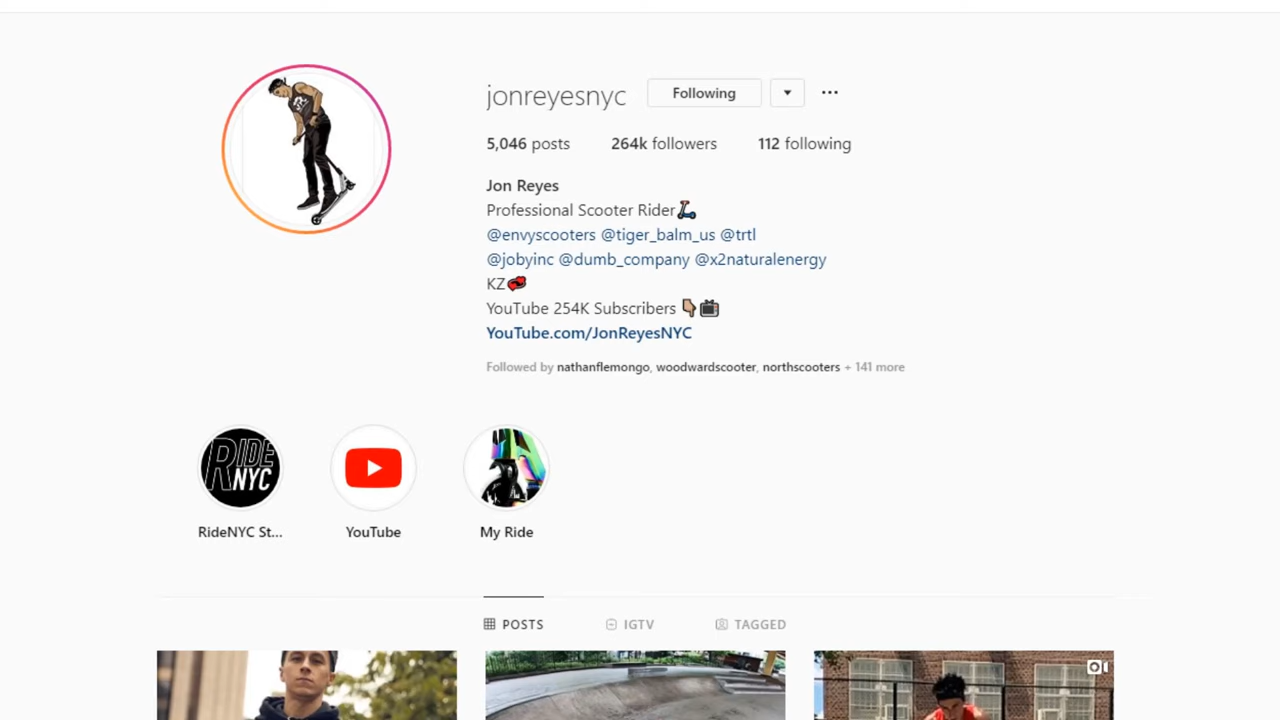 jonreyesnyc Following
5,046 posts 264k followers 112 following
Jon Reyes
Professional Scooter Rider🛴
@envyscooters @tiger_balm_us @trtl
@jobyinc @dumb_company @x2naturalenergy
KZ💋
YouTube 254K Subscribers 👇🏽📺
YouTube.com/JonReyesNYC
Followed by nathanflemongo, woodwardscooter, northscooters + 141 more
RIDE
NYC
RideNYC St... YouTube My Ride
POSTS IGTV TAGGED